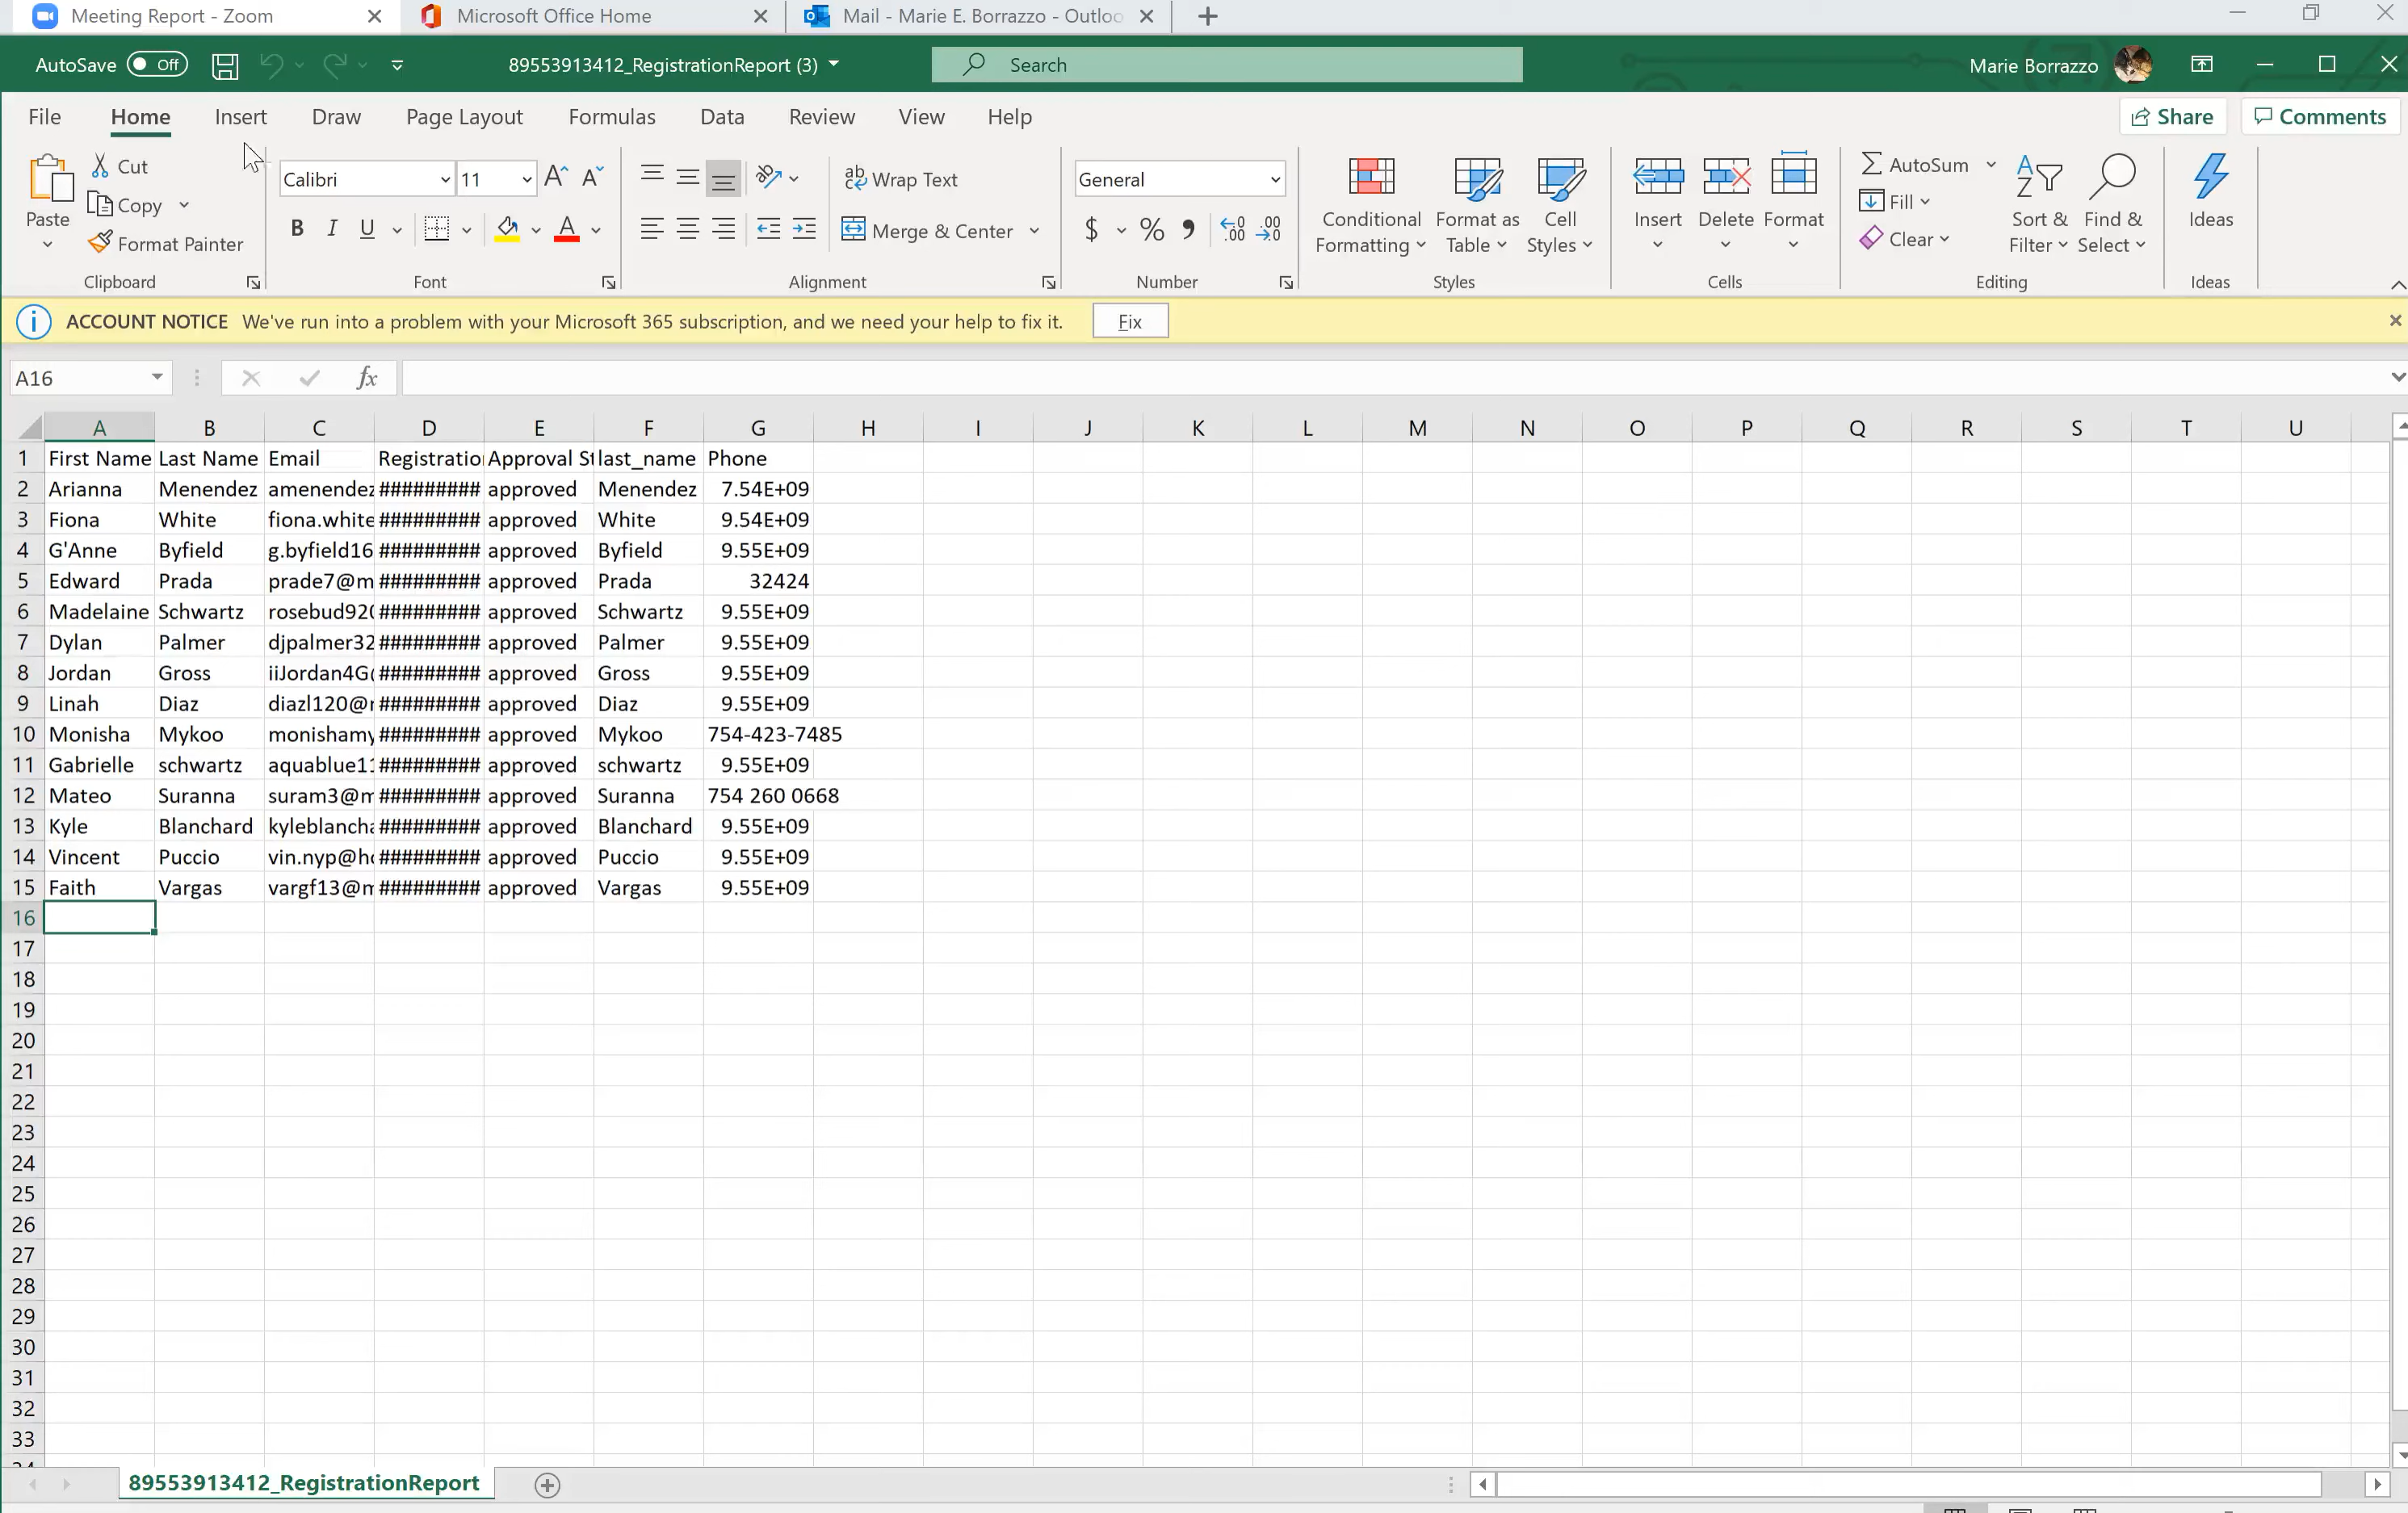 Meeting Report - Zoom Microsoft Office Home Mail - Marie E. Borrazzo - Outloo
AutoSave Off 89553913412_RegistrationReport (3) Search Marie Borrazzo
File Home Insert Draw Page Layout Formulas Data Review View Help Share Comments
Paste Cut Copy Format Painter Clipboard
Calibri 11 B I U A Font
ab Wrap Text Merge & Center Alignment
General $ % Number
Conditional Formatting Format as Table Cell Styles Styles
Insert Delete Format Cells
AutoSum Fill Clear Sort & Filter Find & Select Editing
Ideas Ideas
ACCOUNT NOTICE We've run into a problem with your Microsoft 365 subscription, and we need your help to fix it. Fix
A16 fx
A B C D E F G H I J K L M N O P Q R S T U
1 First Name Last Name Email Registration Approval St last_name Phone
2 Arianna Menendez amenendez ######### approved Menendez 7.54E+09
3 Fiona White fiona.white ######### approved White 9.54E+09
4 G'Anne Byfield g.byfield16 ######### approved Byfield 9.55E+09
5 Edward Prada prade7@m ######### approved Prada 32424
6 Madelaine Schwartz rosebud920 ######### approved Schwartz 9.55E+09
7 Dylan Palmer djpalmer32 ######### approved Palmer 9.55E+09
8 Jordan Gross iiJordan4G@ ######### approved Gross 9.55E+09
9 Linah Diaz diazl120@ ######### approved Diaz 9.55E+09
10 Monisha Mykoo monishamy ######### approved Mykoo 754-423-7485
11 Gabrielle schwartz aquablue11 ######### approved schwartz 9.55E+09
12 Mateo Suranna suram3@m ######### approved Suranna 754 260 0668
13 Kyle Blanchard kyleblancha ######### approved Blanchard 9.55E+09
14 Vincent Puccio vin.nyp@ho ######### approved Puccio 9.55E+09
15 Faith Vargas vargf13@m ######### approved Vargas 9.55E+09
16
17
18
19
20
21
22
23
24
25
26
27
28
29
30
31
32
33
89553913412_RegistrationReport